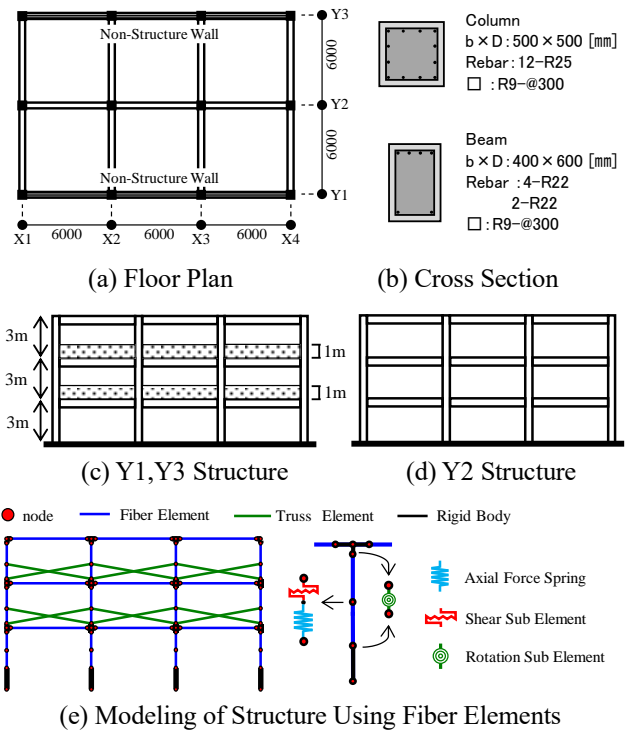 Non-Structure Wall
Y3
6000
Y2
6000
Non-Structure Wall
Y1
6000
6000
6000
X1
X2
X3
X4
(a) Floor Plan
Column
b×D:500×500 [mm]
Rebar:12-R25
□ :R9-@300
Beam
b×D:400×600 [mm]
Rebar :4-R22
2-R22
□:R9-@300
(b) Cross Section
3m
3m
3m
1m
1m
(c) Y1,Y3 Structure
(d) Y2 Structure
node
Fiber Element
Truss Element
Rigid Body
Axial Force Spring
Shear Sub Element
Rotation Sub Element
(e) Modeling of Structure Using Fiber Elements